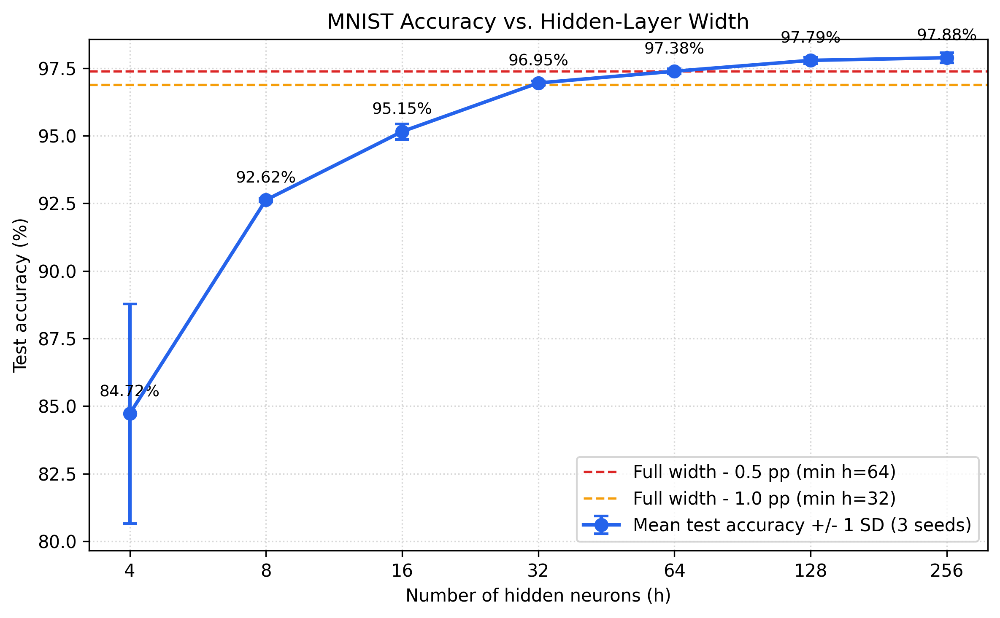 MNIST Accuracy vs. Hidden-Layer Width
97.88%
97.79%
97.38%
96.95%
95.15%
92.62%
84.72%
97.5
95.0
92.5
90.0
87.5
85.0
82.5
80.0
Test accuracy (%)
Full width - 0.5 pp (min h=64)
Full width - 1.0 pp (min h=32)
Mean test accuracy +/- 1 SD (3 seeds)
4 8 16 32 64 128 256
Number of hidden neurons (h)